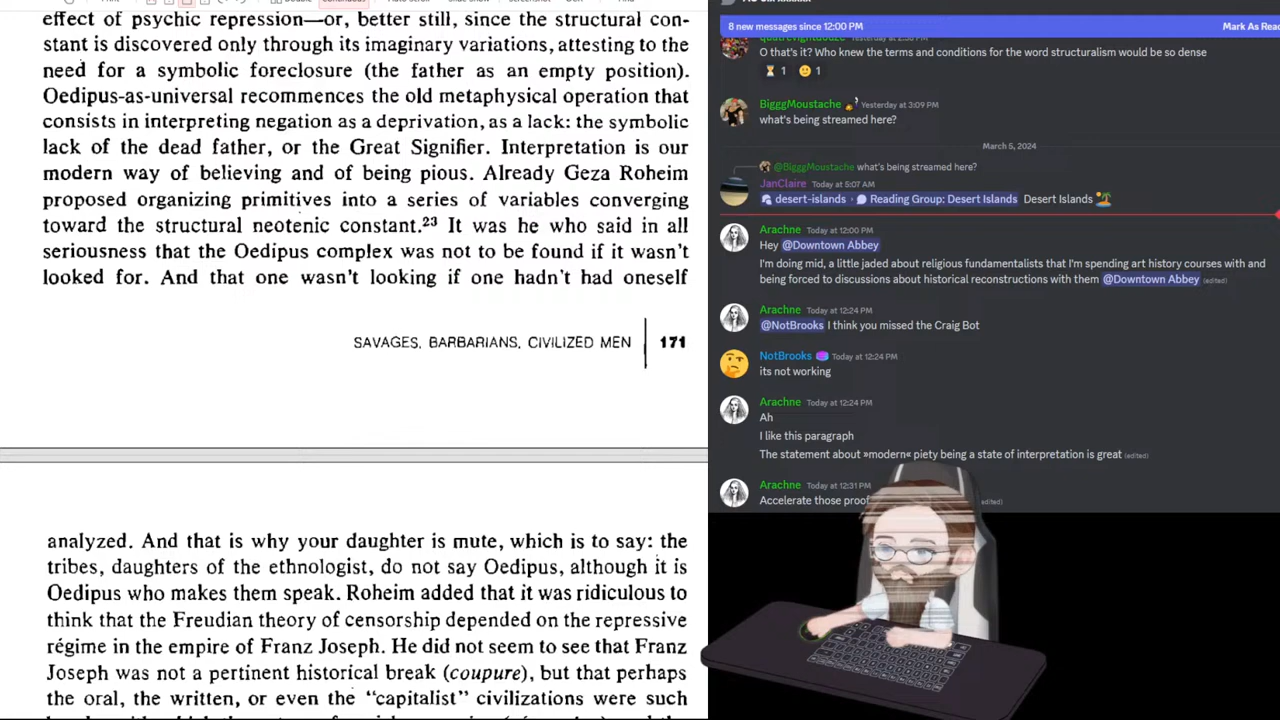 effect of psychic repression—or, better still, since the structural con-
stant is discovered only through its imaginary variations, attesting to the
need for a symbolic foreclosure (the father as an empty position).
Oedipus-as-universal recommences the old metaphysical operation that
consists in interpreting negation as a deprivation, as a lack: the symbolic
lack of the dead father, or the Great Signifier. Interpretation is our
modern way of believing and of being pious. Already Geza Roheim
proposed organizing primitives into a series of variables converging
toward the structural neotenic constant.²³ It was he who said in all
seriousness that the Oedipus complex was not to be found if it wasn't
looked for. And that one wasn't looking if one hadn't had oneself
SAVAGES, BARBARIANS, CIVILIZED MEN 171
analyzed. And that is why your daughter is mute, which is to say: the
tribes, daughters of the ethnologist, do not say Oedipus, although it is
Oedipus who makes them speak. Roheim added that it was ridiculous to
think that the Freudian theory of censorship depended on the repressive
régime in the empire of Franz Joseph. He did not seem to see that Franz
Joseph was not a pertinent historical break (coupure), but that perhaps
the oral, the written, or even the "capitalist" civilizations were such
8 new messages since 12:00 PM Mark As Read
O that's it? Who knew the terms and conditions for the word structuralism would be so dense
1 1
BigggMoustache Yesterday at 3:09 PM
what's being streamed here?
March 5, 2024
@BigggMoustache what's being streamed here?
JanClaire Today at 5:07 AM
desert-islands › Reading Group: Desert Islands Desert Islands
Arachne Today at 12:00 PM
Hey @Downtown Abbey
I'm doing mid, a little jaded about religious fundamentalists that I'm spending art history courses with and
being forced to discussions about historical reconstructions with them @Downtown Abbey (edited)
Arachne Today at 12:24 PM
@NotBrooks I think you missed the Craig Bot
NotBrooks Today at 12:24 PM
its not working
Arachne Today at 12:24 PM
Ah
I like this paragraph
The statement about »modern« piety being a state of interpretation is great (edited)
Arachne Today at 12:31 PM
Accelerate those edited)